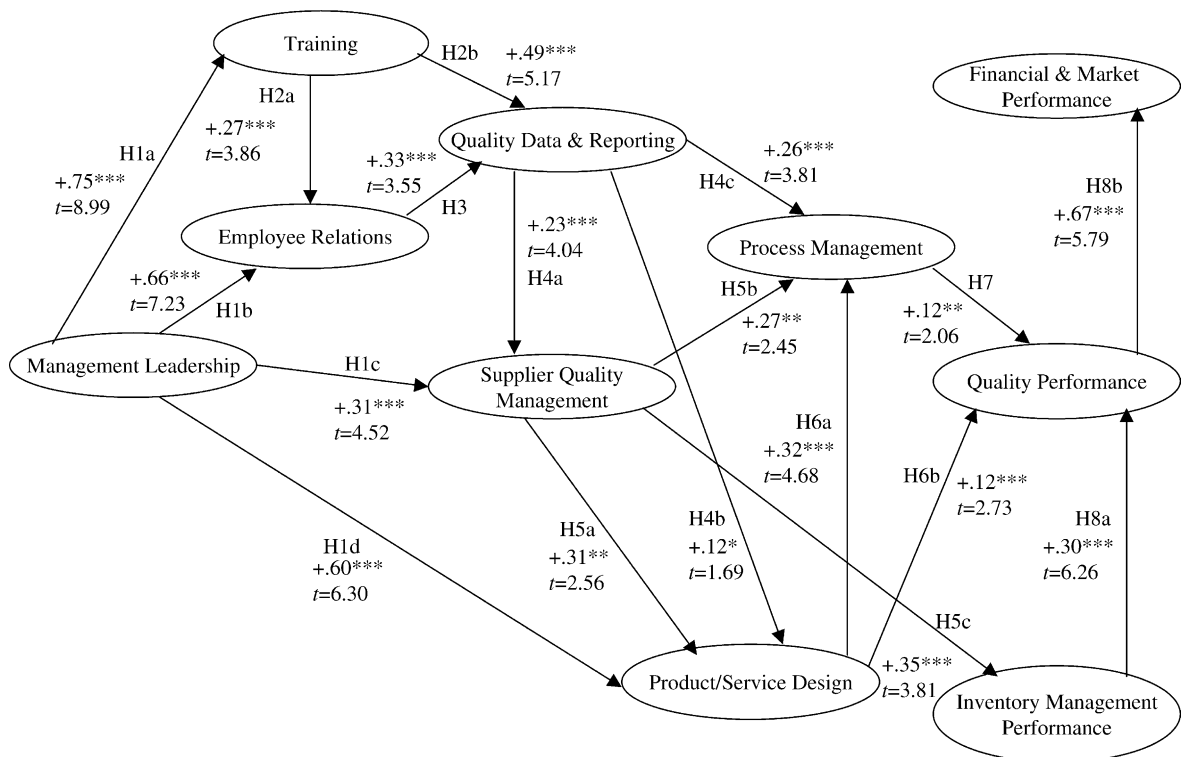 Training
H2b
+.49***
t=5.17
Financial & Market
Performance
H2a
+.27***
t=3.86
H1a
+.75***
t=8.99
Quality Data & Reporting
+.33***
t=3.55
H3
+.26***
t=3.81
H4c
H8b
+.67***
t=5.79
Employee Relations
+.23***
t=4.04
H4a
Process Management
+.66***
t=7.23
H1b
H5b
+.27**
t=2.45
H7
+.12**
t=2.06
Management Leadership
H1c
+.31***
t=4.52
Supplier Quality
Management
Quality Performance
H6a
+.32***
t=4.68
H6b
+.12***
t=2.73
H1d
+.60***
t=6.30
H5a
+.31**
t=2.56
H4b
+.12*
t=1.69
H8a
+.30***
t=6.26
H5c
+.35***
t=3.81
Product/Service Design
Inventory Management
Performance